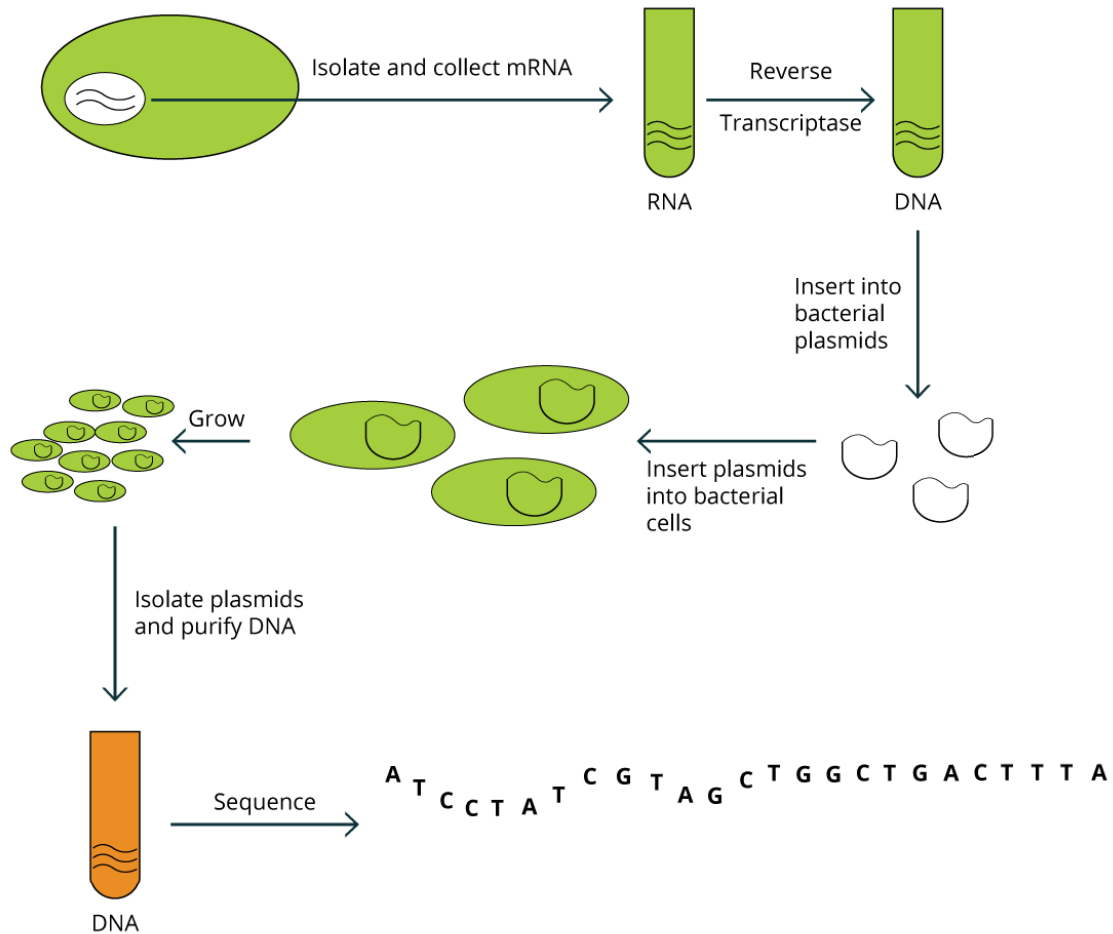 Isolate and collect mRNA
Reverse
Transcriptase
RNA
DNA
Insert into
bacterial
plasmids
Insert plasmids
into bacterial
cells
Grow
Isolate plasmids
and purify DNA
DNA
Sequence
A T C C T A T C G T A G C T G G C T G A C T T T A